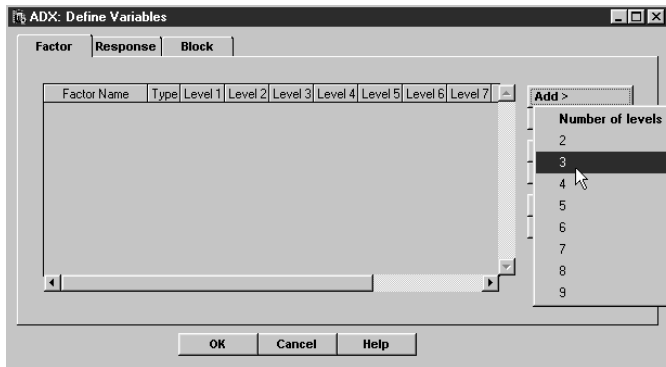 ADX: Define Variables
Factor Response Block
Factor Name Type Level 1 Level 2 Level 3 Level 4 Level 5 Level 6 Level 7
Add >
Number of levels
2
3
4
5
6
7
8
9
OK Cancel Help